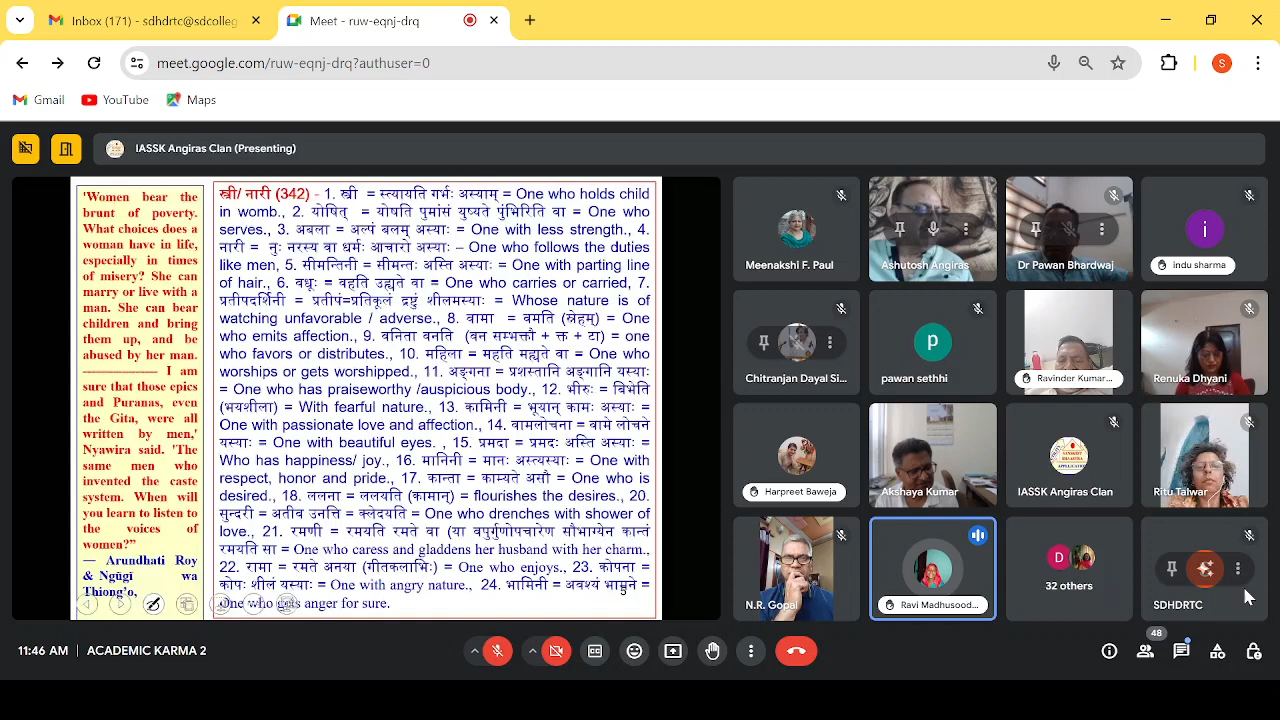 Inbox (171) - sdhdrtc@sdcolleg
Meet - ruw-eqnj-drq
meet.google.com/ruw-eqnj-drq?authuser=0
Gmail
YouTube
Maps
IASSK Angiras Clan (Presenting)
'Women bear the
brunt of poverty.
What choices does a
woman have in life,
especially in times
of misery? She can
marry or live with a
man. She can bear
children and bring
them up, and be
abused by her man.
I am
sure that those epics
and Puranas, even
the Gita, were all
written by men,'
Nyawira said. 'The
same men who
invented the caste
system. When will
you learn to listen to
the voices of
women?”
— Arundhati Roy
& Ngũgĩ wa
Thiong'o,
स्त्री/ नारी (342) - 1. स्त्री = स्त्यायति गर्भः अस्याम् = One who holds child
in womb., 2. योषित् = योषति पुमांसं युष्यते पुंभिरिति वा = One who
serves., 3. अबला = अल्पं बलम् अस्याः = One with less strength., 4.
नारी = नुः नरस्य वा धर्मः आचारो अस्याः – One who follows the duties
like men, 5. सीमन्तिनी = सीमन्तः अस्ति अस्याः = One with parting line
of hair., 6. वधूः = वहति उह्यते वा = One who carries or carried, 7.
प्रतीपदर्शिनी = प्रतीपं=प्रतिकूलं द्रष्टुं शीलमस्याः = Whose nature is of
watching unfavorable / adverse., 8. वामा = वमति (स्नेहम्) = One
who emits affection., 9. वनिता वनति (वन सम्भक्तौ + क्त + टा) = one
who favors or distributes., 10. महिला = महति मह्यते वा = One who
worships or gets worshipped., 11. अङ्गना = प्रशस्तानि अङ्गानि यस्याः
= One who has praiseworthy /auspicious body., 12. भीरुः = बिभेति
(भयशीला) = With fearful nature., 13. कामिनी = भूयान् कामः अस्याः =
One with passionate love and affection., 14. वामलोचना = वामे लोचने
यस्याः = One with beautiful eyes. , 15. प्रमदा = प्रमदः अस्ति अस्याः =
Who has happiness/ joy., 16. मानिनी = मानः अस्त्यस्याः = One with
respect, honor and pride., 17. कान्ता = काम्यते असौ = One who is
desired., 18. ललना = ललयति (कामान्) = flourishes the desires., 20.
सुन्दरी = अतीव उनत्ति = क्लेदयति = One who drenches with shower of
love., 21. रमणी = रमयति रमते वा (या वपुर्गुणोपचारेण सौभाग्येन कान्तं
रमयति सा = One who caress and gladdens her husband with her charm.,
22. रामा = रमते अनया (गीतकलाभिः) = One who enjoys., 23. कोपना =
कोपः शीलं यस्याः = One with angry nature., 24. भामिनी = अवश्यं भामते =
One who gets anger for sure.
Meenakshi F. Paul
Ashutosh Angiras
Dr Pawan Bhardwaj
i
indu sharma
Chitranjan Dayal Si...
p
pawan sethhi
Ravinder Kumar...
Renuka Dhyani
Harpreet Baweja
Akshaya Kumar
IASSK Angiras Clan
Ritu Talwar
N.R. Gopal
Ravi Madhusood...
D
32 others
SDHDRTC
11:46 AM
ACADEMIC KARMA 2
48
S